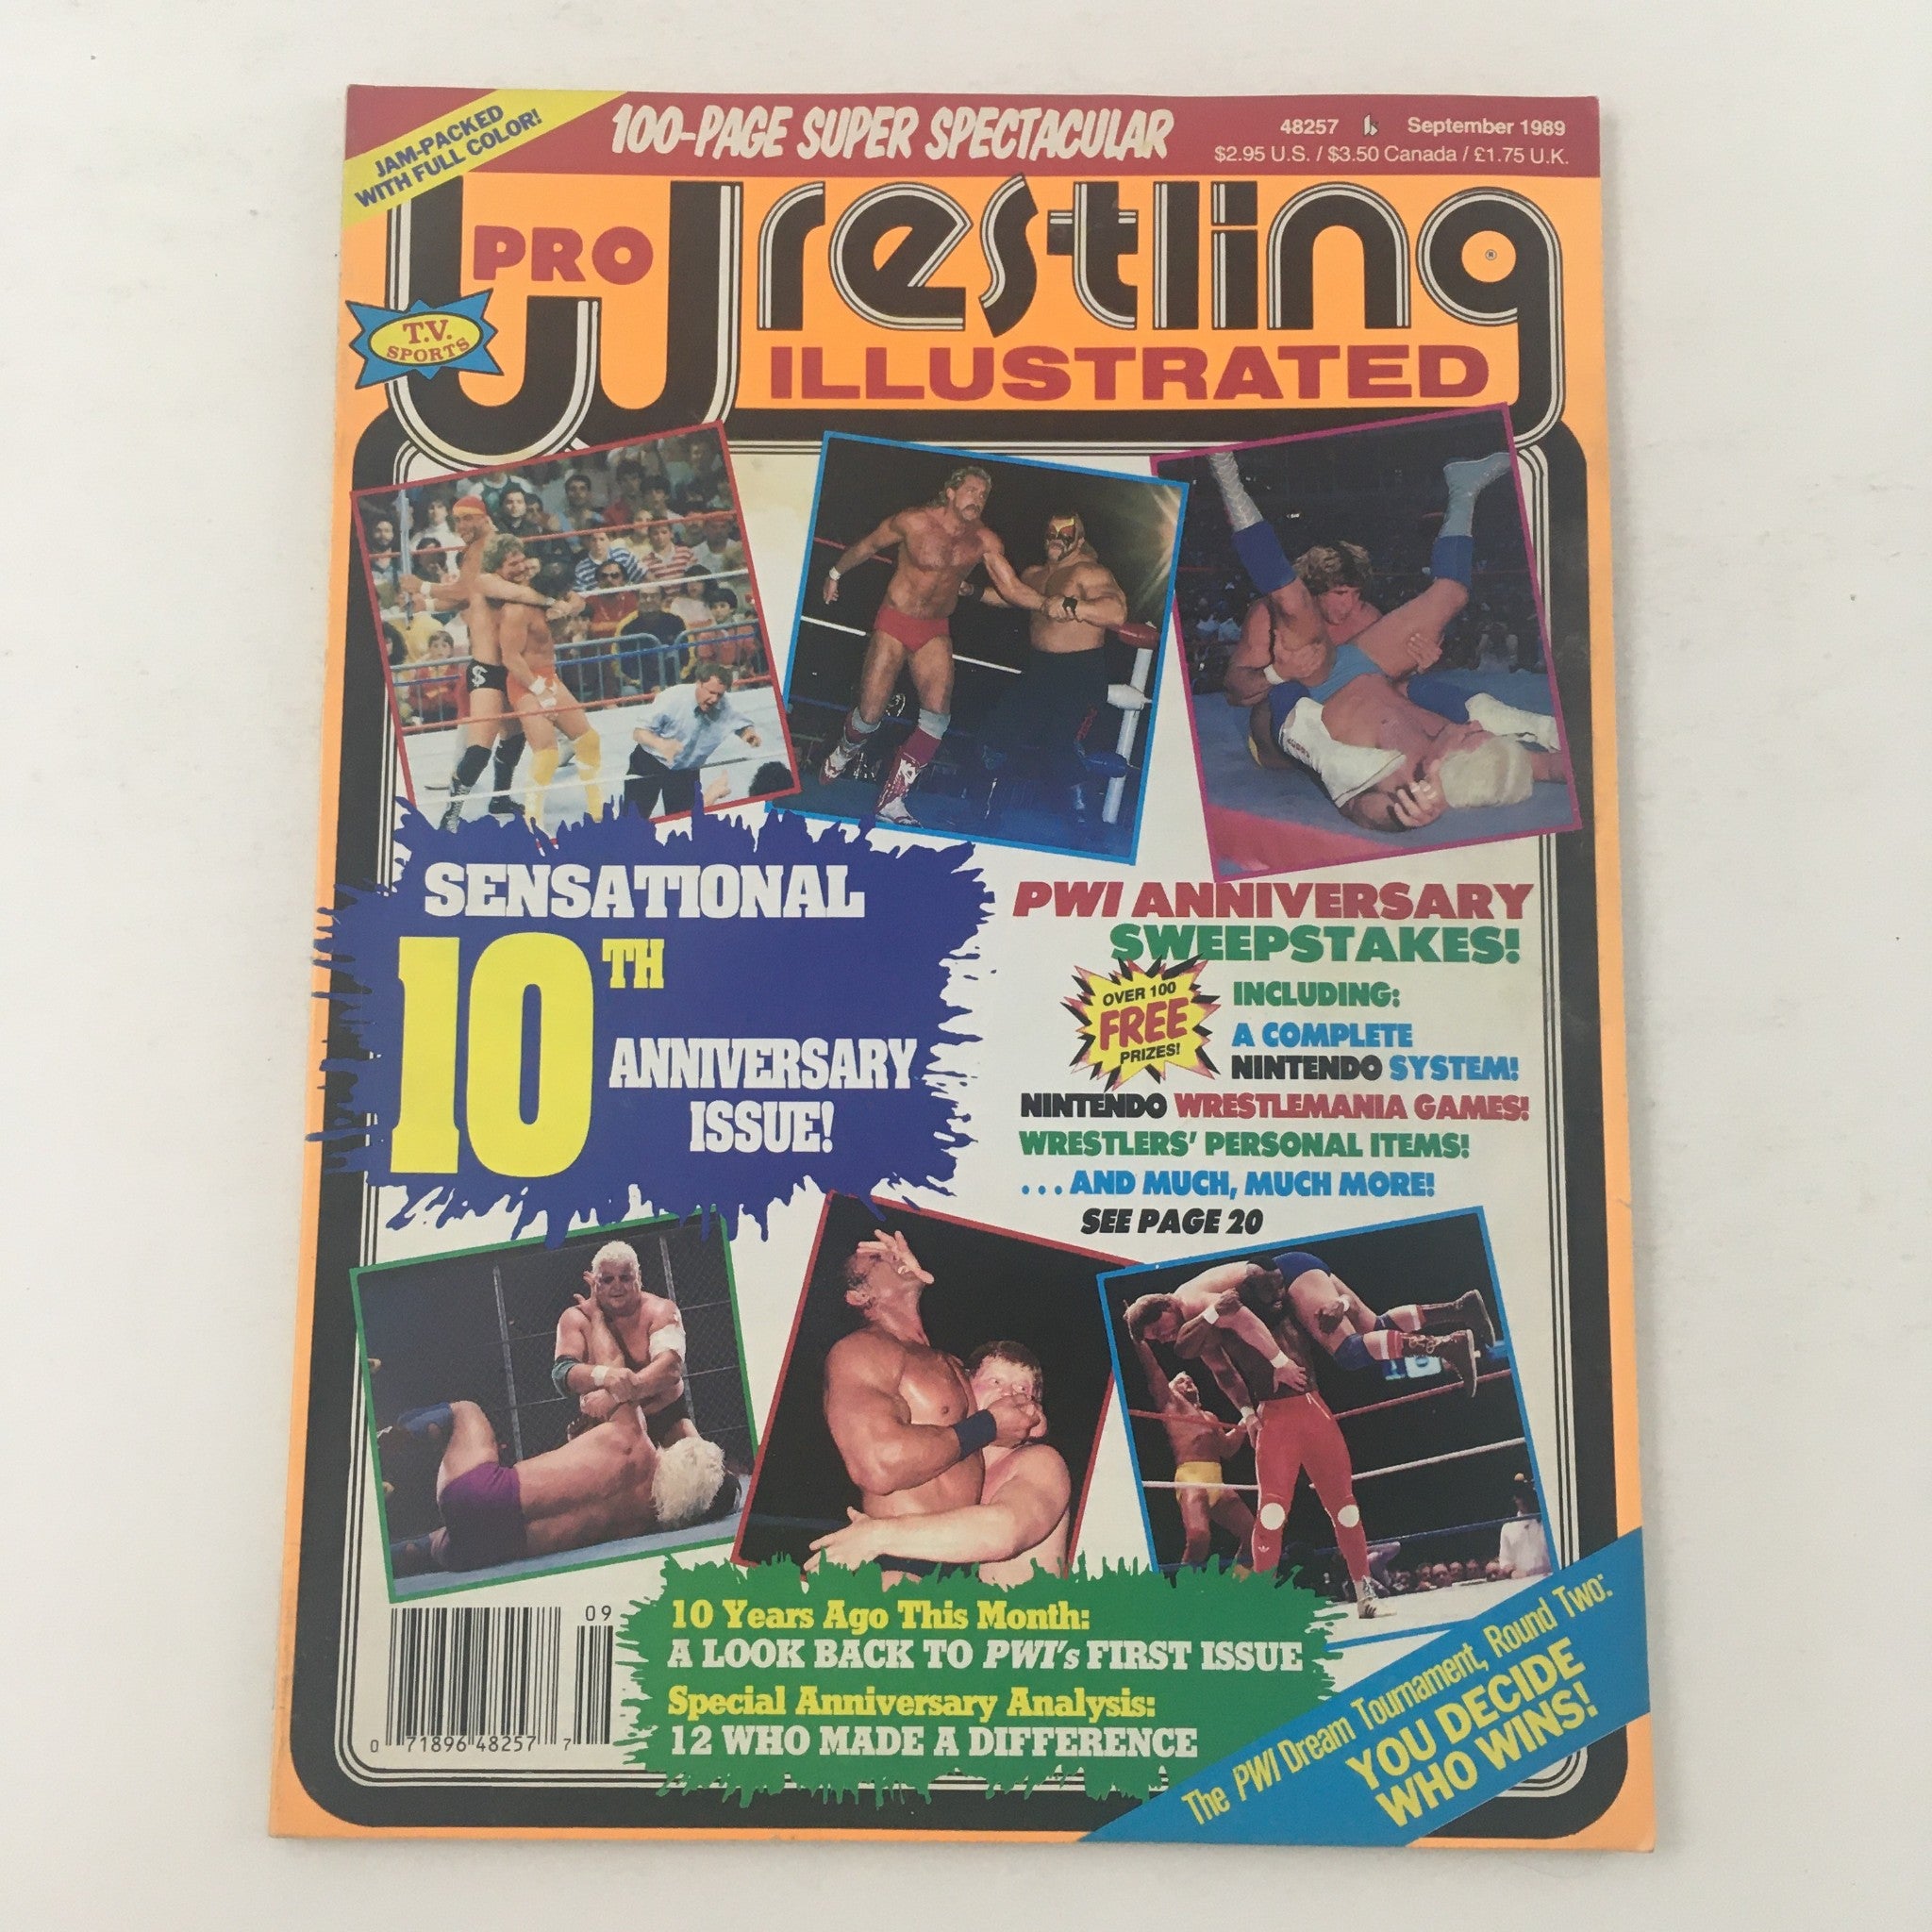 JAM-PACKED
WITH FULL COLOR!
100-PAGE SUPER SPECTACULAR
48257 September 1989
$2.95 U.S. / $3.50 Canada / £1.75 U.K.
PRO
Wrestling
®
ILLUSTRATED
T.V.
SPORTS
$
SENSATIONAL
10TH
ANNIVERSARY
ISSUE!
PWI ANNIVERSARY
SWEEPSTAKES!
OVER 100
FREE
PRIZES!
INCLUDING:
A COMPLETE
NINTENDO SYSTEM!
NINTENDO WRESTLEMANIA GAMES!
WRESTLERS' PERSONAL ITEMS!
...AND MUCH, MUCH MORE!
SEE PAGE 20
09
0 71896 48257 7
10 Years Ago This Month:
A LOOK BACK TO PWI's FIRST ISSUE
Special Anniversary Analysis:
12 WHO MADE A DIFFERENCE
The PWI Dream Tournament, Round Two:
YOU DECIDE
WHO WINS!